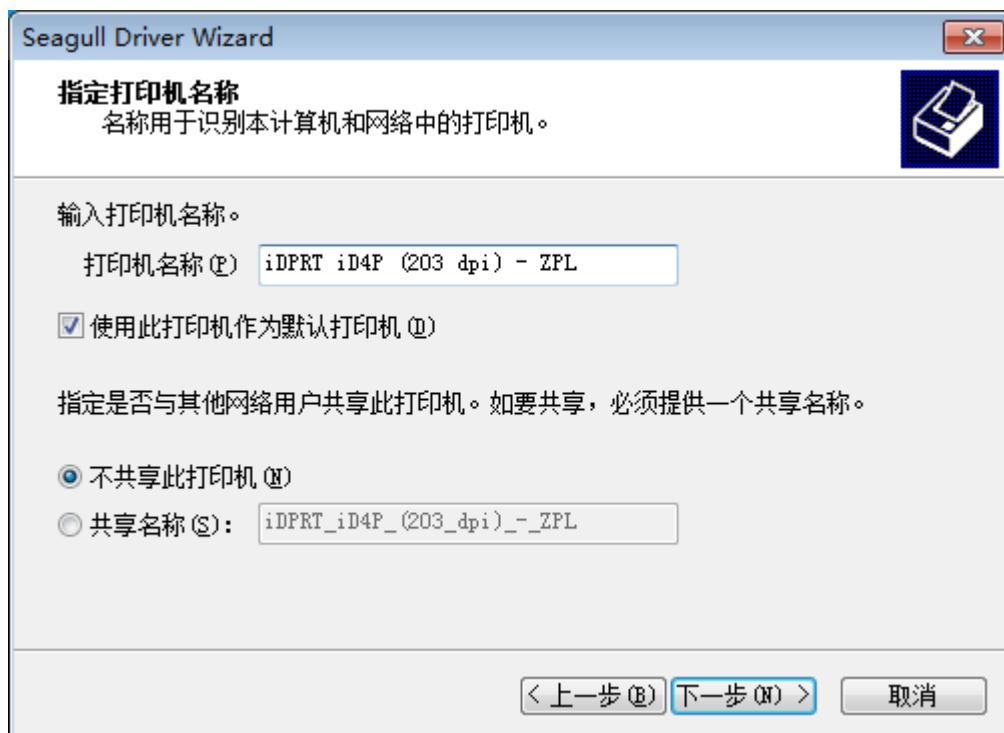 Seagull Driver Wizard
指定打印机名称
名称用于识别本计算机和网络中的打印机。
输入打印机名称。
打印机名称(P) iDPRT iD4P (203 dpi) - ZPL
使用此打印机作为默认打印机(D)
指定是否与其他网络用户共享此打印机。如要共享，必须提供一个共享名称。
不共享此打印机(N)
共享名称(S)： iDPRT_iD4P_(203_dpi)_-_ZPL
< 上一步(B) 下一步(N) > 取消